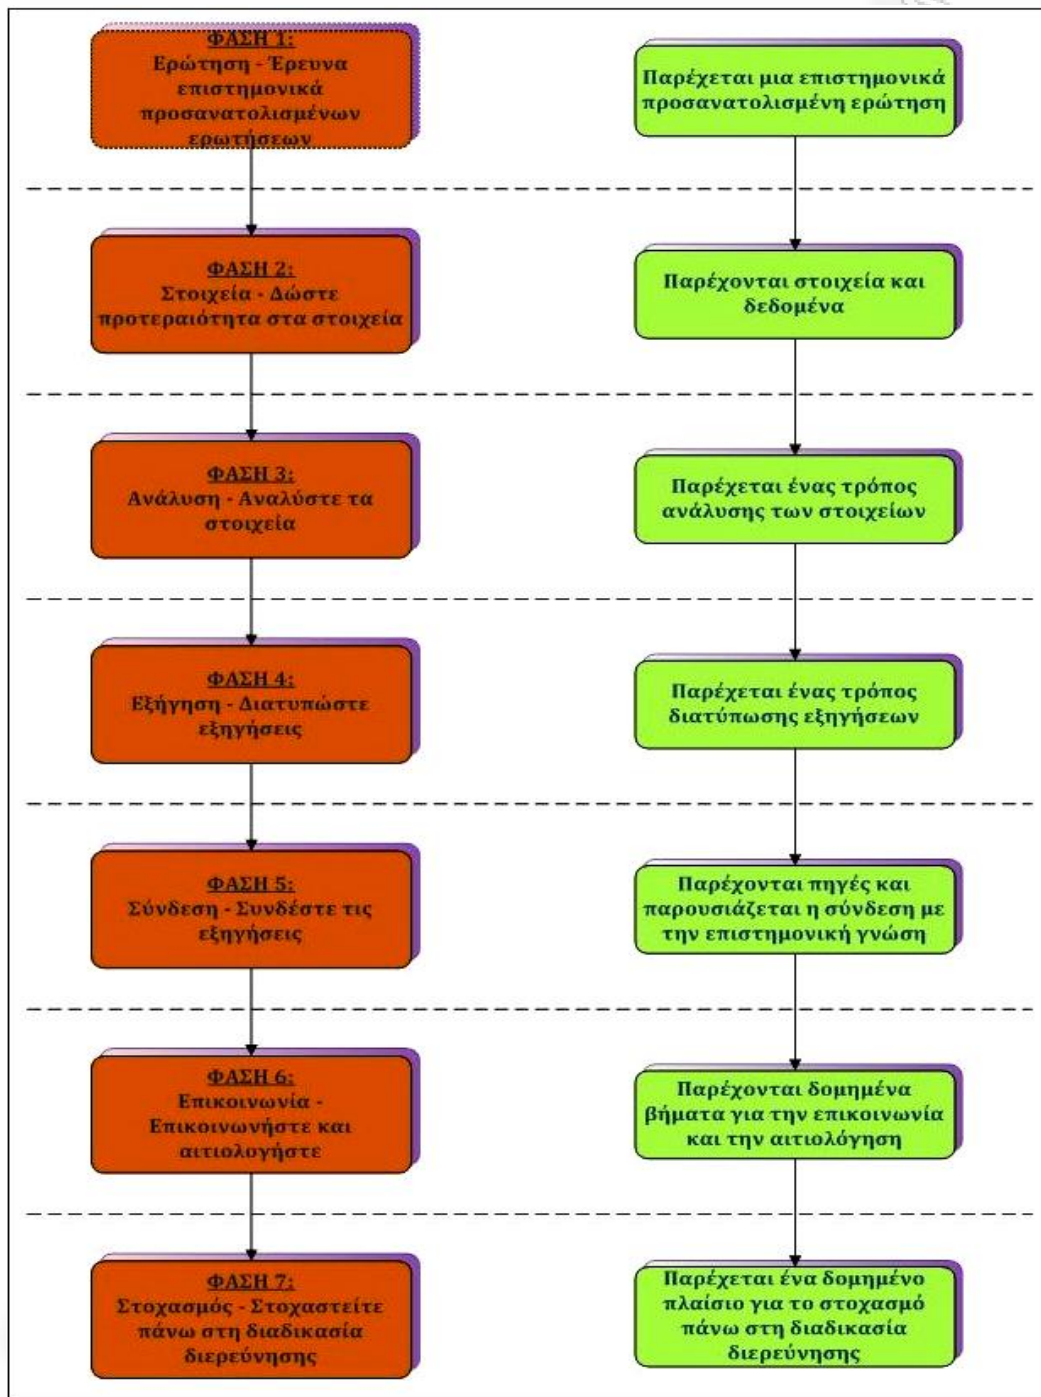 ΦΑΣΗ 1:
Ερώτηση - Έρευνα
επιστημονικά
προσανατολισμένων
ερωτήσεων
Παρέχεται μια επιστημονικά
προσανατολισμένη ερώτηση
ΦΑΣΗ 2:
Στοιχεία - Δώστε
προτεραιότητα στα στοιχεία
Παρέχονται στοιχεία και
δεδομένα
ΦΑΣΗ 3:
Ανάλυση - Αναλύστε τα
στοιχεία
Παρέχεται ένας τρόπος
ανάλυσης των στοιχείων
ΦΑΣΗ 4:
Εξήγηση - Διατυπώστε
εξηγήσεις
Παρέχεται ένας τρόπος
διατύπωσης εξηγήσεων
ΦΑΣΗ 5:
Σύνδεση - Συνδέστε τις
εξηγήσεις
Παρέχονται πηγές και
παρουσιάζεται η σύνδεση με
την επιστημονική γνώση
ΦΑΣΗ 6:
Επικοινωνία -
Επικοινωνήστε και
αιτιολογήστε
Παρέχονται δομημένα
βήματα για την επικοινωνία
και την αιτιολόγηση
ΦΑΣΗ 7:
Στοχασμός - Στοχαστείτε
πάνω στη διαδικασία
διερεύνησης
Παρέχεται ένα δομημένο
πλαίσιο για το στοχασμό
πάνω στη διαδικασία
διερεύνησης